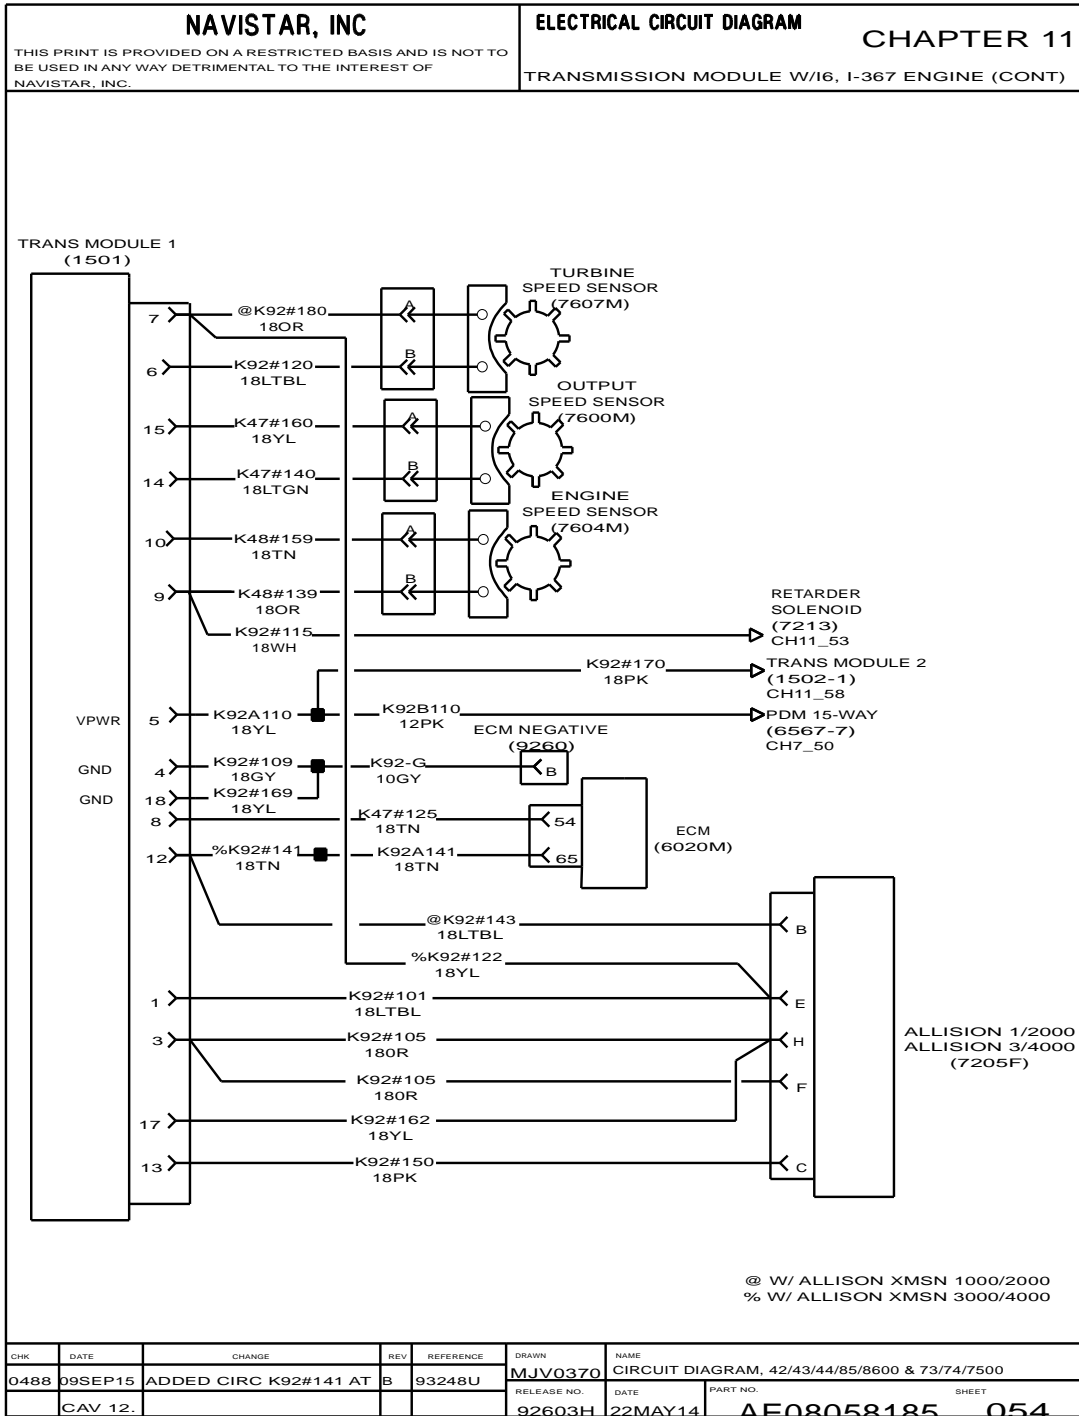 NAVISTAR, INC
THIS PRINT IS PROVIDED ON A RESTRICTED BASIS AND IS NOT TO
BE USED IN ANY WAY DETRIMENTAL TO THE INTEREST OF
NAVISTAR, INC.
ELECTRICAL CIRCUIT DIAGRAM
CHAPTER 11
TRANSMISSION MODULE W/I6, I-367 ENGINE (CONT)
TRANS MODULE 1
(1501)
TURBINE
SPEED SENSOR
(7607M)
7
@K92#180
18OR
A
6
K92#120
18LTBL
B
OUTPUT
SPEED SENSOR
(7600M)
15
K47#160
18YL
A
14
K47#140
18LTGN
B
ENGINE
SPEED SENSOR
(7604M)
10
K48#159
18TN
A
9
K48#139
18OR
B
K92#115
18WH
RETARDER
SOLENOID
(7213)
CH11_53
K92#170
18PK
TRANS MODULE 2
(1502-1)
CH11_58
VPWR
5
K92A110
18YL
K92B110
12PK
PDM 15-WAY
(6567-7)
CH7_50
ECM NEGATIVE
(9260)
GND
4
K92#109
18GY
K92-G
10GY
B
GND
18
K92#169
18YL
8
K47#125
18TN
54
ECM
(6020M)
12
%K92#141
18TN
K92A141
18TN
65
@K92#143
18LTBL
B
%K92#122
18YL
1
K92#101
18LTBL
E
3
K92#105
180R
H
K92#105
180R
F
ALLISION 1/2000
ALLISION 3/4000
(7205F)
17
K92#162
18YL
13
K92#150
18PK
C
@ W/ ALLISON XMSN 1000/2000
% W/ ALLISON XMSN 3000/4000
CHK DATE CHANGE REV REFERENCE
0488 09SEP15 ADDED CIRC K92#141 AT B 93248U
CAV 12.
DRAWN
MJV0370
NAME
CIRCUIT DIAGRAM, 42/43/44/85/8600 & 73/74/7500
RELEASE NO. DATE PART NO. SHEET
92603H 22MAY14 AE08058185 054